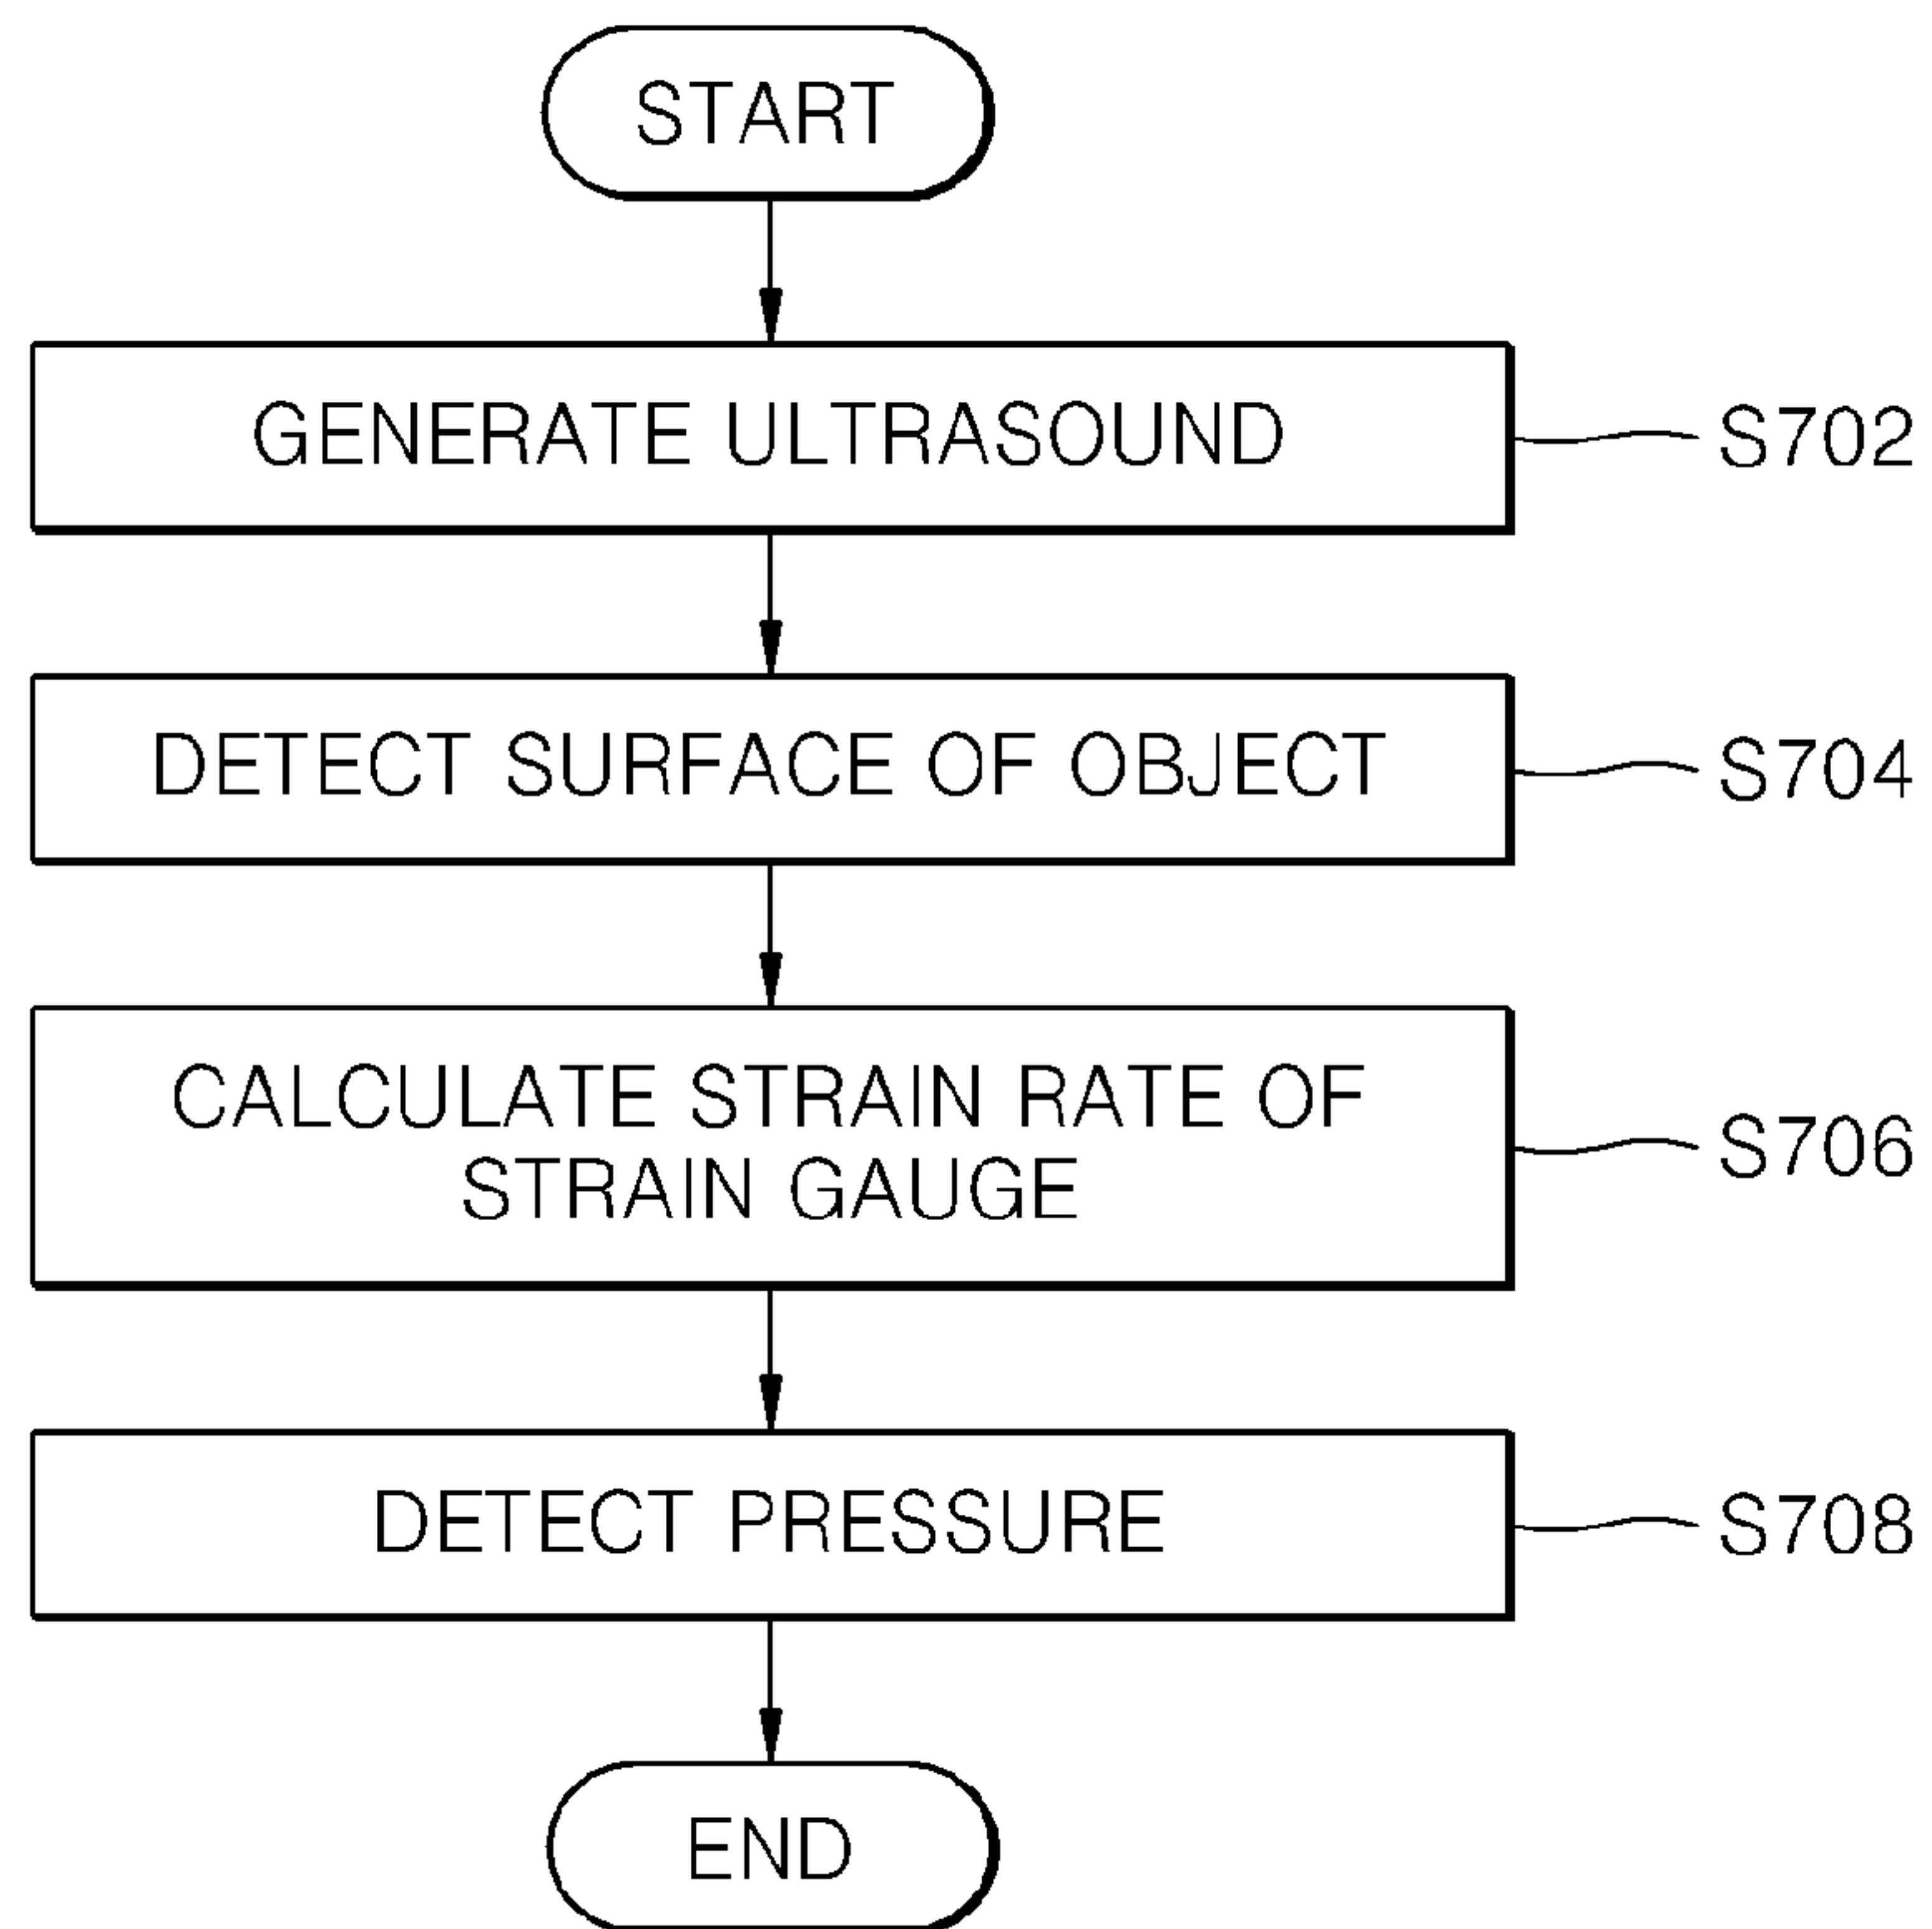 START
GENERATE ULTRASOUND
S702
DETECT SURFACE OF OBJECT
S704
CALCULATE STRAIN RATE OF
STRAIN GAUGE
S706
DETECT PRESSURE
S708
END